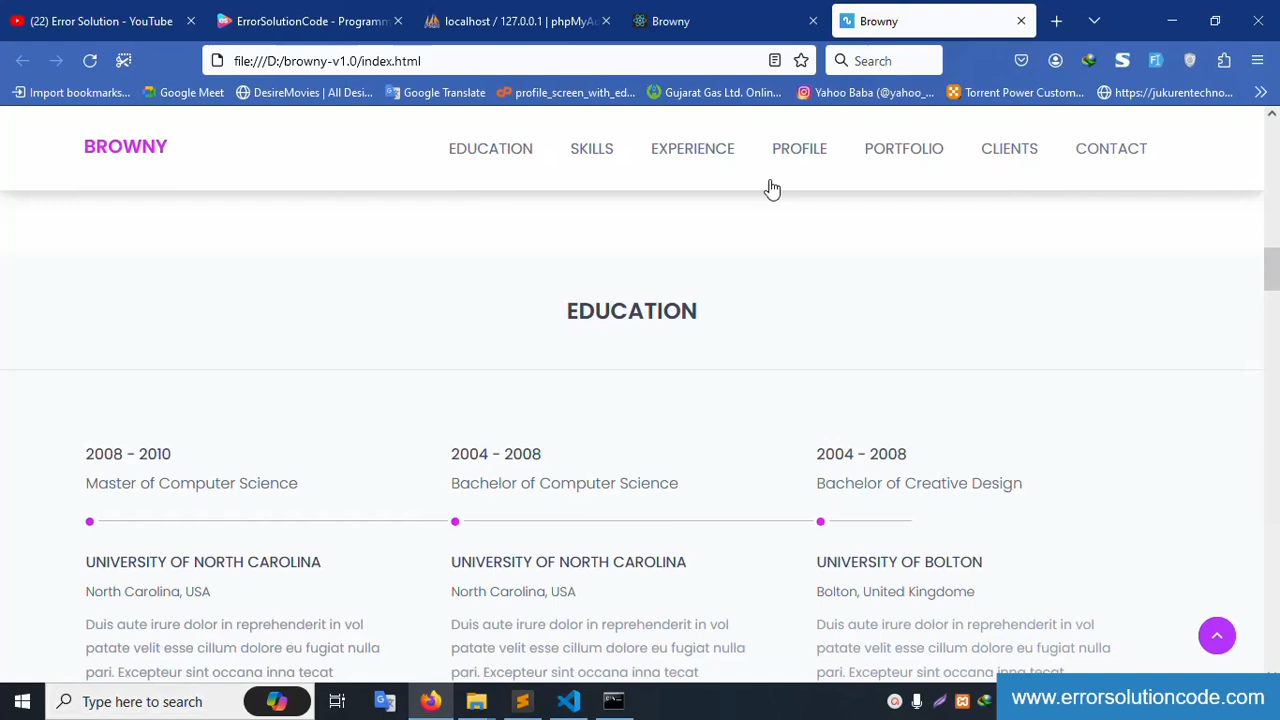 (22) Error Solution - YouTube
ErrorSolutionCode - Programm
localhost / 127.0.0.1 | phpMyAd
Browny
Browny
file:///D:/browny-v1.0/index.html
Search
Import bookmarks...
Google Meet
DesireMovies | All Desi...
Google Translate
profile_screen_with_ed...
Gujarat Gas Ltd. Onlin...
Yahoo Baba (@yahoo_...
Torrent Power Custom...
https://jukurentechno...
BROWNY
EDUCATION
SKILLS
EXPERIENCE
PROFILE
PORTFOLIO
CLIENTS
CONTACT
EDUCATION
2008 - 2010
Master of Computer Science
UNIVERSITY OF NORTH CAROLINA
North Carolina, USA
Duis aute irure dolor in reprehenderit in vol
patate velit esse cillum dolore eu fugiat nulla
pari. Excepteur sint occana inna tecat
2004 - 2008
Bachelor of Computer Science
UNIVERSITY OF NORTH CAROLINA
North Carolina, USA
Duis aute irure dolor in reprehenderit in vol
patate velit esse cillum dolore eu fugiat nulla
pari. Excepteur sint occana inna tecat
2004 - 2008
Bachelor of Creative Design
UNIVERSITY OF BOLTON
Bolton, United Kingdome
Duis aute irure dolor in reprehenderit in vol
patate velit esse cillum dolore eu fugiat nulla
pari. Excepteur sint occana inna tecat
Type here to search
www.errorsolutioncode.com